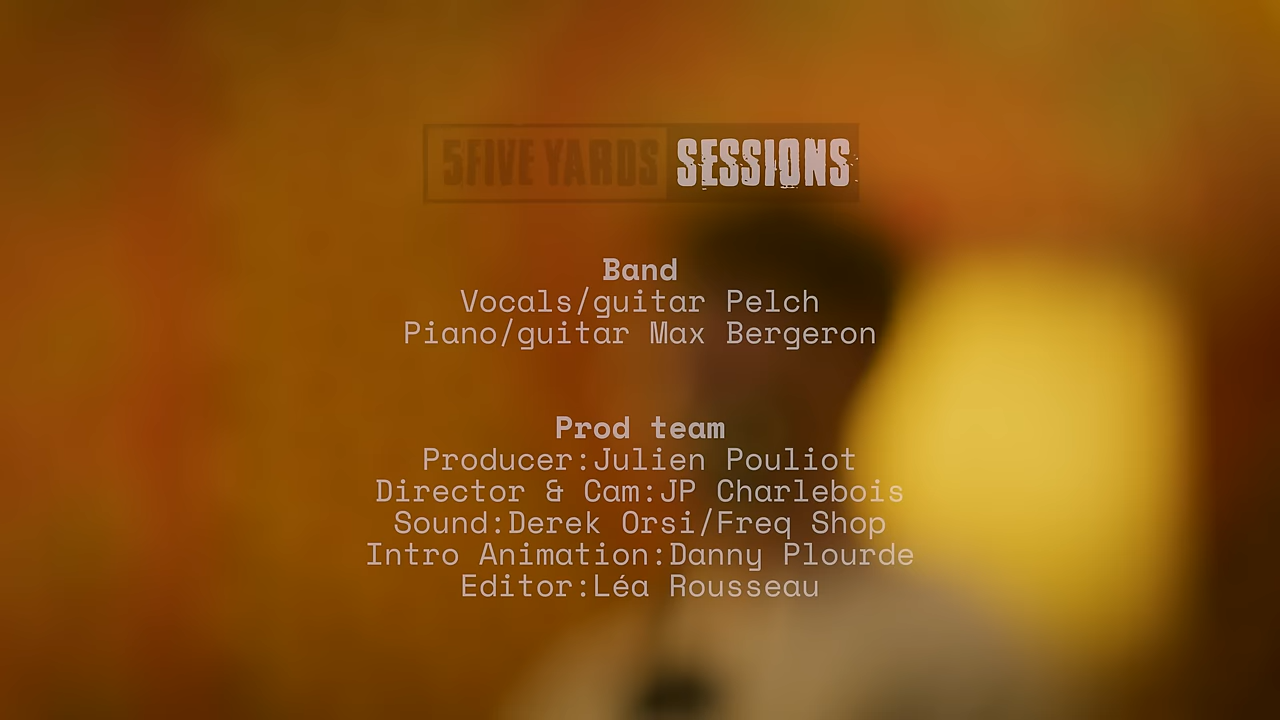 5FIVE YARDS SESSIONS
Band
Vocals/guitar Pelch
Piano/guitar Max Bergeron
Prod team
Producer:Julien Pouliot
Director & Cam:JP Charlebois
Sound:Derek Orsi/Freq Shop
Intro Animation:Danny Plourde
Editor:Léa Rousseau